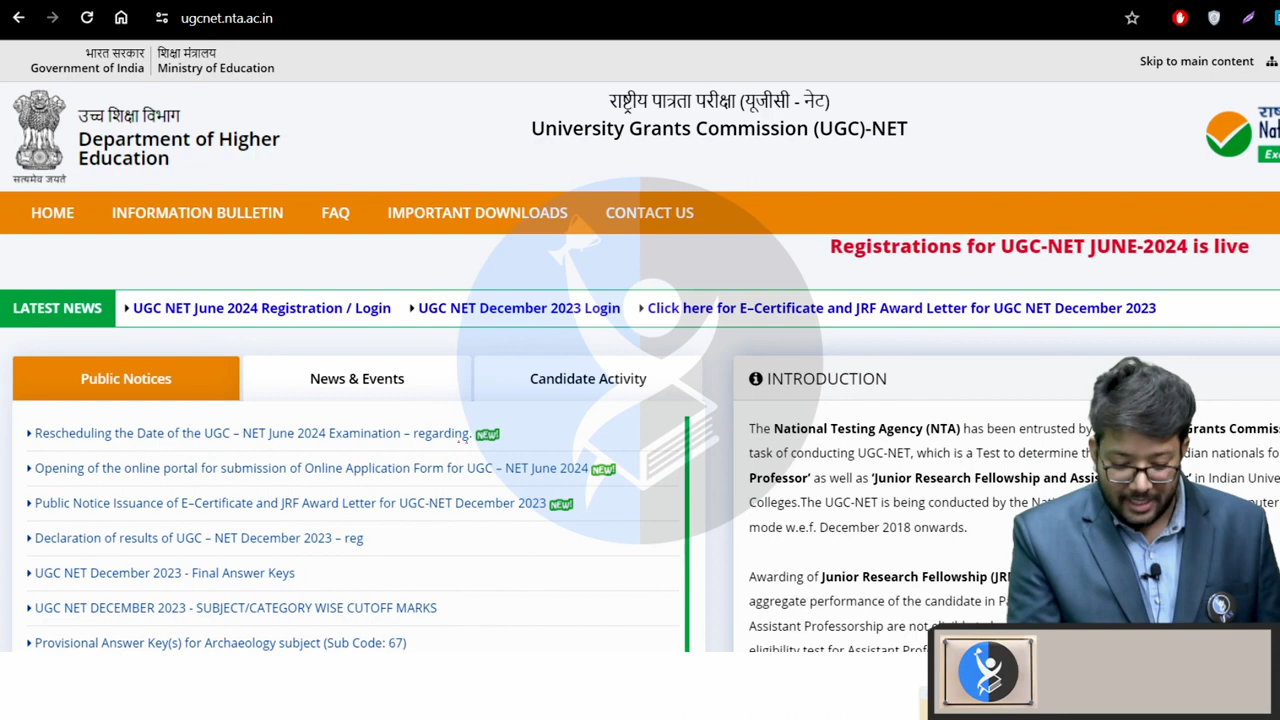 ugcnet.nta.ac.in
भारत सरकार
Government of India
शिक्षा मंत्रालय
Ministry of Education
Skip to main content
उच्च शिक्षा विभाग
Department of Higher
Education
सत्यमेव जयते
राष्ट्रीय पात्रता परीक्षा (यूजीसी - नेट)
University Grants Commission (UGC)-NET
HOME
INFORMATION BULLETIN
FAQ
IMPORTANT DOWNLOADS
CONTACT US
Registrations for UGC-NET JUNE-2024 is live
LATEST NEWS
UGC NET June 2024 Registration / Login
UGC NET December 2023 Login
Click here for E–Certificate and JRF Award Letter for UGC NET December 2023
Public Notices
News & Events
Candidate Activity
Rescheduling the Date of the UGC – NET June 2024 Examination – regarding. NEW!
Opening of the online portal for submission of Online Application Form for UGC – NET June 2024 NEW!
Public Notice Issuance of E–Certificate and JRF Award Letter for UGC-NET December 2023 NEW!
Declaration of results of UGC – NET December 2023 – reg
UGC NET December 2023 - Final Answer Keys
UGC NET DECEMBER 2023 - SUBJECT/CATEGORY WISE CUTOFF MARKS
Provisional Answer Key(s) for Archaeology subject (Sub Code: 67)
INTRODUCTION
The National Testing Agency (NTA) has been entrusted by
task of conducting UGC-NET, which is a Test to determine
Professor' as well as 'Junior Research Fellowship and
Colleges.The UGC-NET is being conducted by the
mode w.e.f. December 2018 onwards.
Awarding of Junior Research Fellowship
aggregate performance of the candidate in
Assistant Professorship are not
eligibility test for Assistant